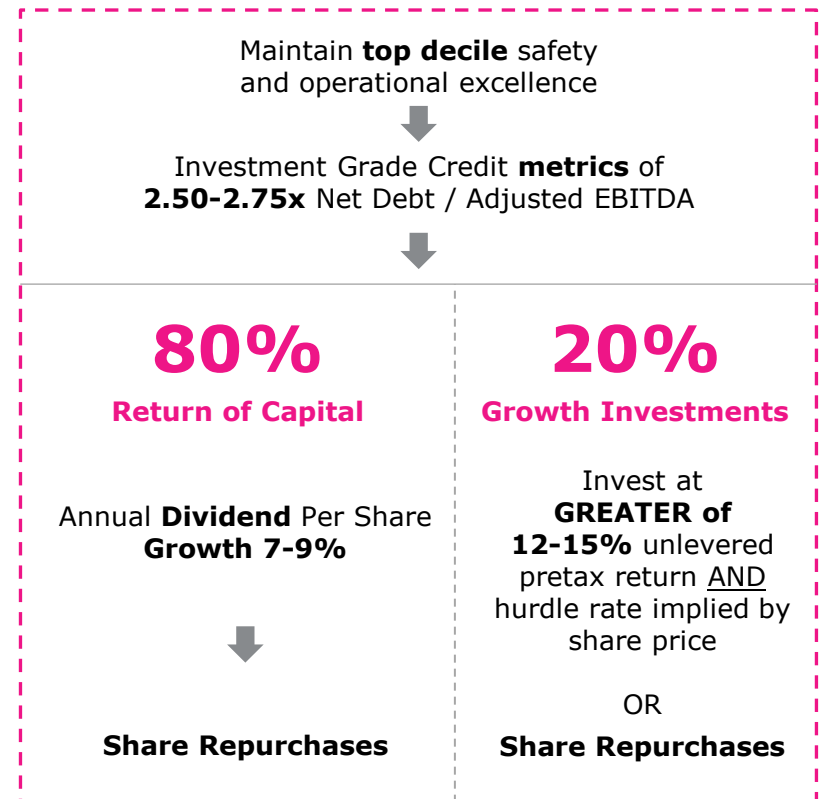 Maintain top decile safety
and operational excellence
Investment Grade Credit metrics of
2.50-2.75x Net Debt / Adjusted EBITDA
80%
Return of Capital
Annual Dividend Per Share
Growth 7-9%
Share Repurchases
20%
Growth Investments
Invest at
GREATER of
12-15% unlevered
pretax return AND
hurdle rate implied by
share price
OR
Share Repurchases